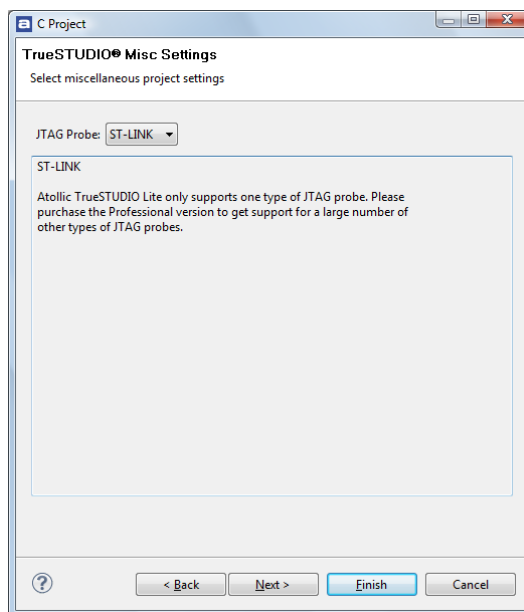 C Project
TrueSTUDIO® Misc Settings
Select miscellaneous project settings
JTAG Probe: ST-LINK
ST-LINK
Atollic TrueSTUDIO Lite only supports one type of JTAG probe. Please
purchase the Professional version to get support for a large number of
other types of JTAG probes.
? < Back Next > Finish Cancel